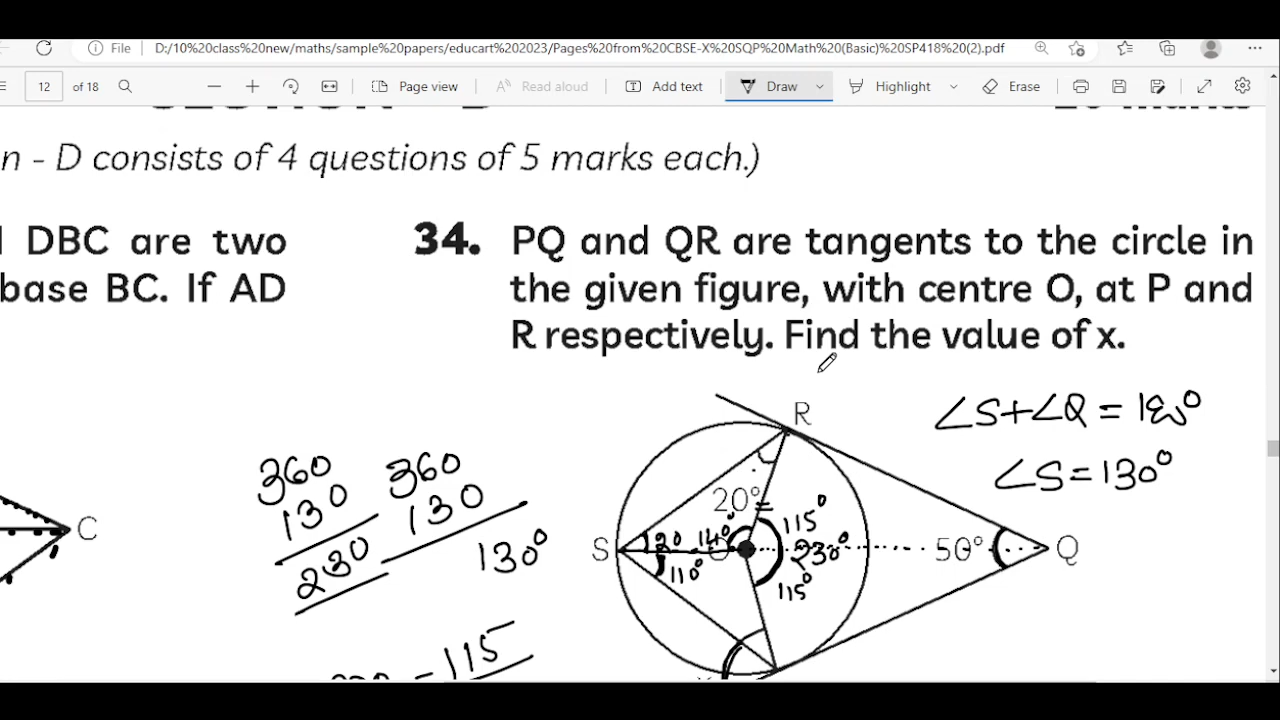 File D:/10%20class%20new/maths/sample%20papers/educart%202023/Pages%20from%20CBSE-X%20SQP%20Math%20(Basic)%20SP418%20(2).pdf
12 of 18 Page view Read aloud Add text Draw Highlight Erase
n - D consists of 4 questions of 5 marks each.)
DBC are two
base BC. If AD
C
34. PQ and QR are tangents to the circle in
the given figure, with centre O, at P and
R respectively. Find the value of x.
R
∠S+∠Q = 180°
∠S = 130°
360
130
230
360
130
130°
20°
=
115°
S
20
140°
230°
50°
Q
110°
115°
= 115